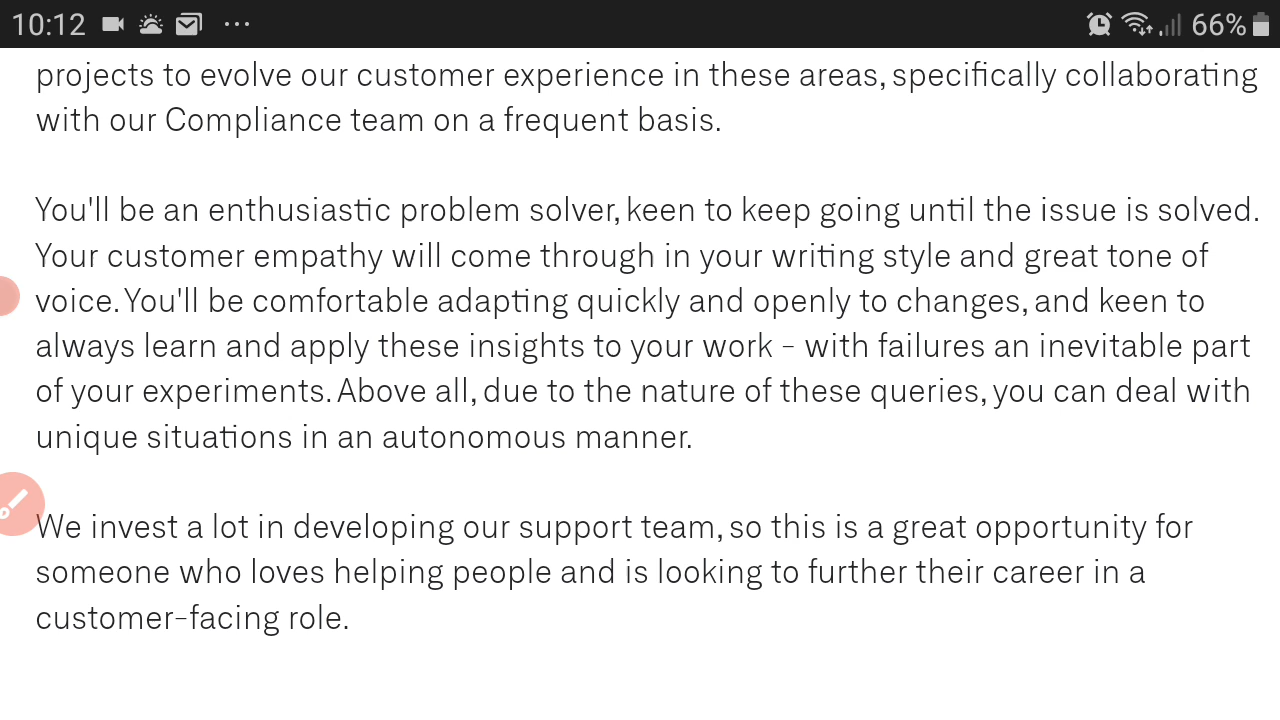 10:12 ... 66%
projects to evolve our customer experience in these areas, specifically collaborating
with our Compliance team on a frequent basis.
You'll be an enthusiastic problem solver, keen to keep going until the issue is solved.
Your customer empathy will come through in your writing style and great tone of
voice. You'll be comfortable adapting quickly and openly to changes, and keen to
always learn and apply these insights to your work - with failures an inevitable part
of your experiments. Above all, due to the nature of these queries, you can deal with
unique situations in an autonomous manner.
We invest a lot in developing our support team, so this is a great opportunity for
someone who loves helping people and is looking to further their career in a
customer-facing role.